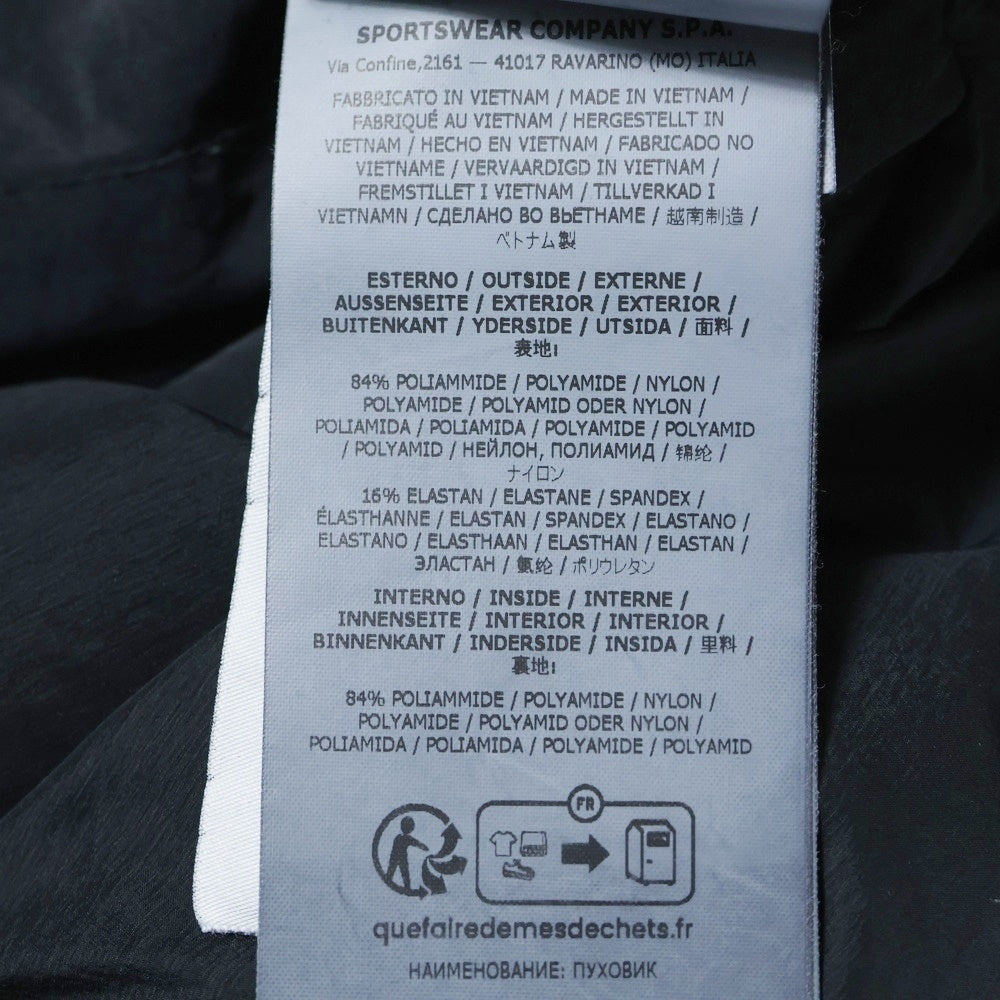 SPORTSWEAR COMPANY S.P.A.
Via Confine,2161 — 41017 RAVARINO (MO) ITALIA
FABBRICATO IN VIETNAM / MADE IN VIETNAM /
FABRIQUÉ AU VIETNAM / HERGESTELLT IN
VIETNAM / HECHO EN VIETNAM / FABRICADO NO
VIETNAME / VERVAARDIGD IN VIETNAM /
FREMSTILLET I VIETNAM / TILLVERKAD I
VIETNAMN / СДЕЛАНО ВО ВЬЕТНАМЕ / 越南制造 /
ベトナム製
ESTERNO / OUTSIDE / EXTERNE /
AUSSENSEITE / EXTERIOR / EXTERIOR /
BUITENKANT / YDERSIDE / UTSIDA / 面料 /
表地:
84% POLIAMMIDE / POLYAMIDE / NYLON /
POLYAMIDE / POLYAMID ODER NYLON /
POLIAMIDA / POLIAMIDA / POLYAMIDE / POLYAMID
/ POLYAMID / НЕЙЛОН, ПОЛИАМИД / 锦纶 /
ナイロン
16% ELASTAN / ELASTANE / SPANDEX /
ÉLASTHANNE / ELASTAN / SPANDEX / ELASTANO /
ELASTANO / ELASTHAAN / ELASTHAN / ELASTAN /
ЭЛАСТАН / 氨纶 / ポリウレタン
INTERNO / INSIDE / INTERNE /
INNENSEITE / INTERIOR / INTERIOR /
BINNENKANT / INDERSIDE / INSIDA / 里料 /
裏地:
84% POLIAMMIDE / POLYAMIDE / NYLON /
POLYAMIDE / POLYAMID ODER NYLON /
POLIAMIDA / POLIAMIDA / POLYAMIDE / POLYAMID
FR
quefairedemesdechets.fr
НАИМЕНОВАНИЕ: ПУХОВИК